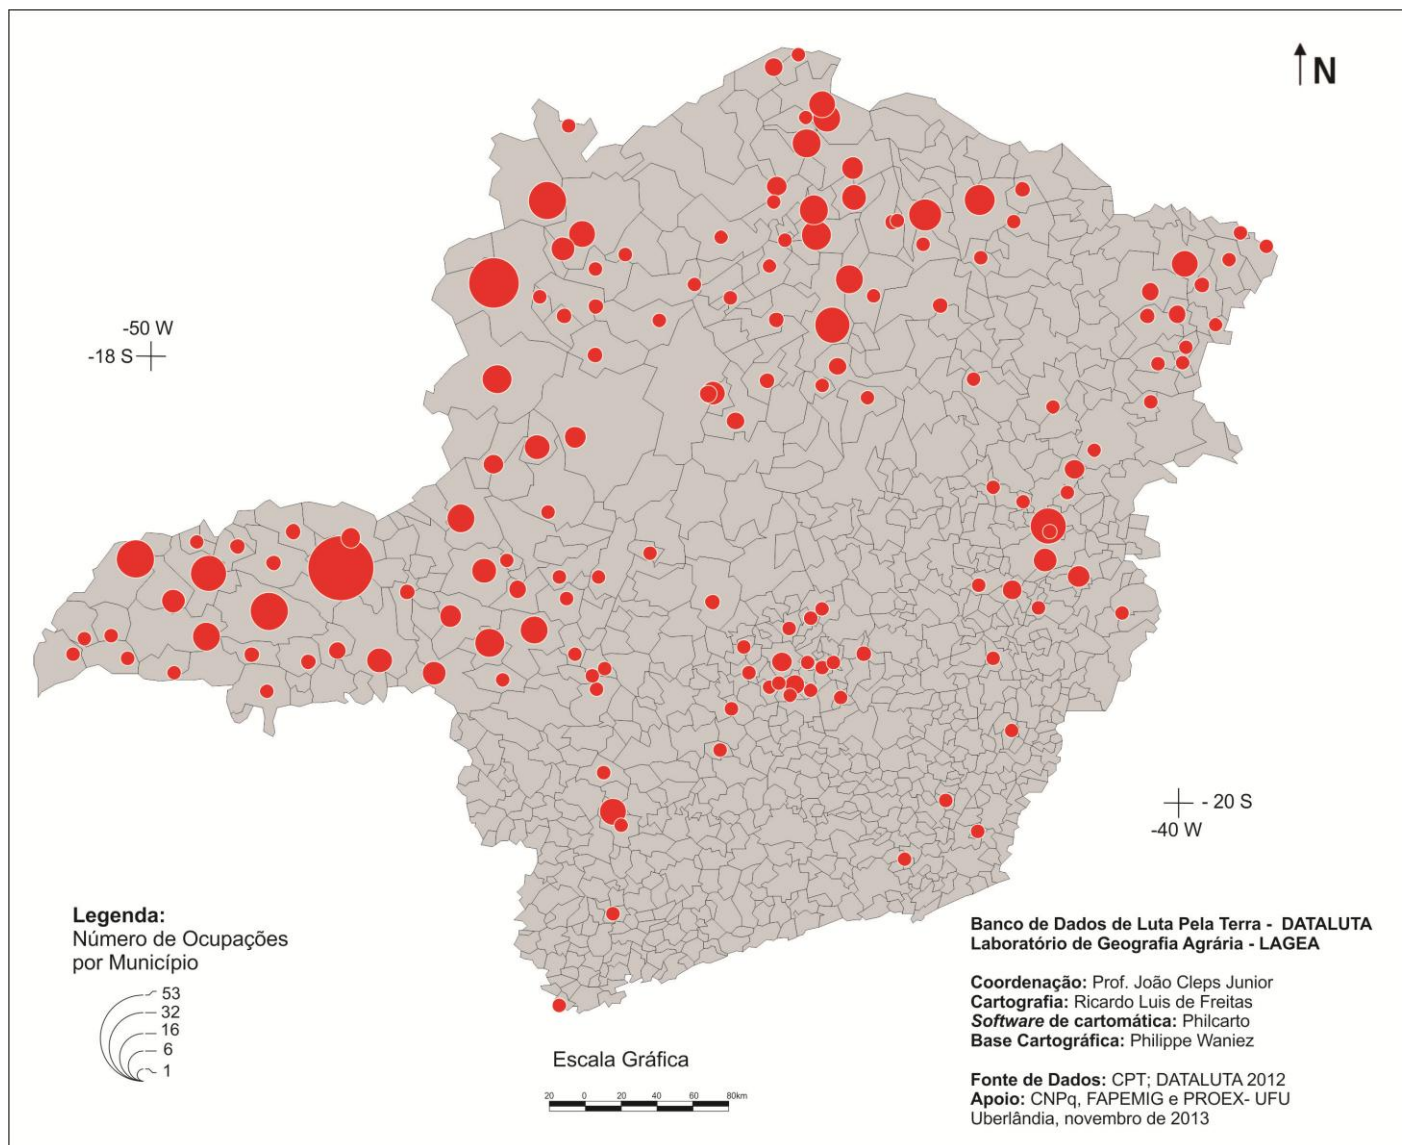 N
-50 W
-18 S
- 20 S
-40 W
Legenda:
Número de Ocupações
por Município
53
32
16
6
1
Escala Gráfica
20 0 20 40 60 80km
Banco de Dados de Luta Pela Terra - DATALUTA
Laboratório de Geografia Agrária - LAGEA
Coordenação: Prof. João Cleps Junior
Cartografia: Ricardo Luis de Freitas
Software de cartomática: Philcarto
Base Cartográfica: Philippe Waniez
Fonte de Dados: CPT; DATALUTA 2012
Apoio: CNPq, FAPEMIG e PROEX- UFU
Uberlândia, novembro de 2013